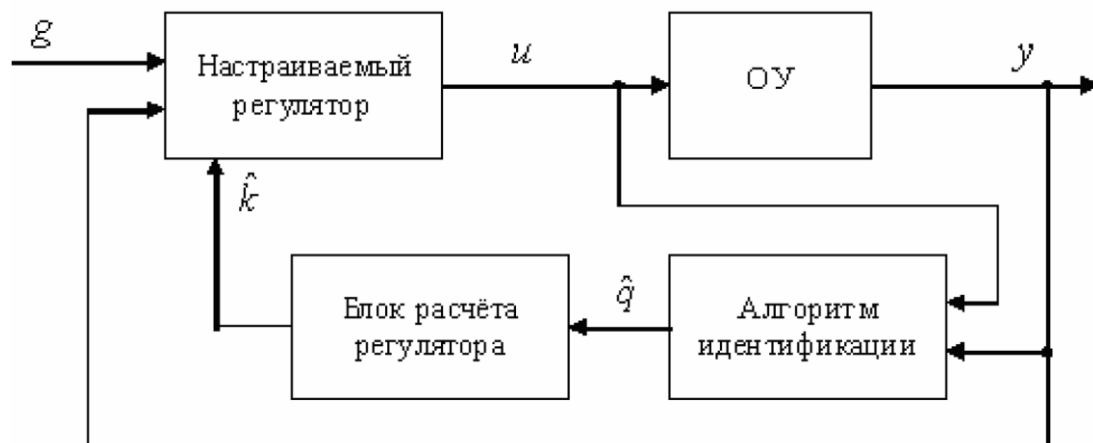 g
Настраиваемый
регулятор
u
ОУ
y
k̂
Блок расчёта
регулятора
q̂
Алгоритм
идентификации